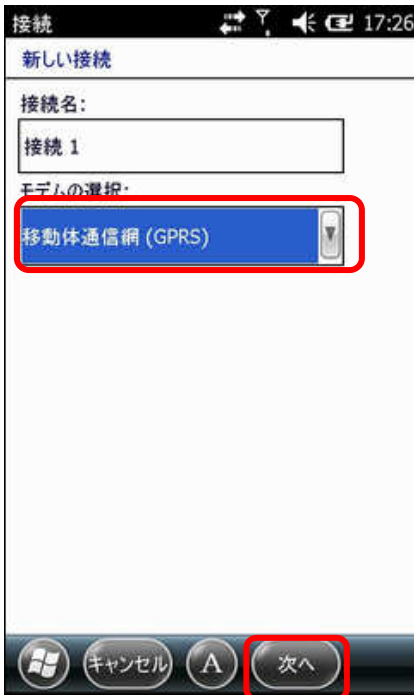 接続 17:26
新しい接続
接続名:
接続 1
モデムの選択:
移動体通信網 (GPRS)
キャンセル A 次へ